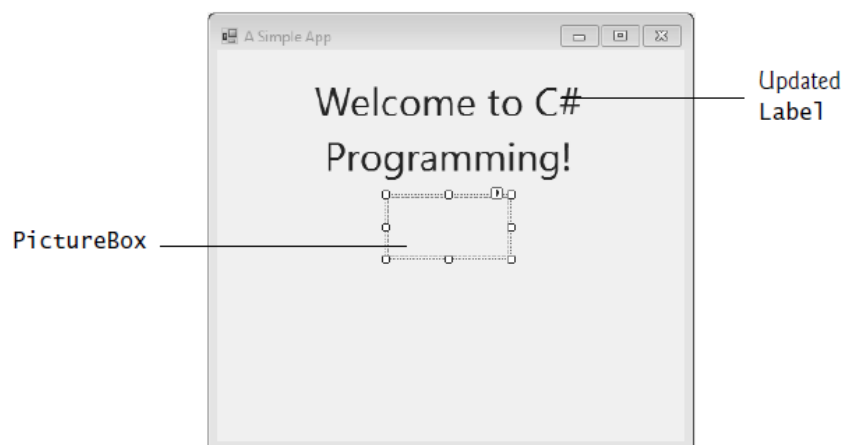 A Simple App
Welcome to C#
Programming!
Updated
Label
PictureBox